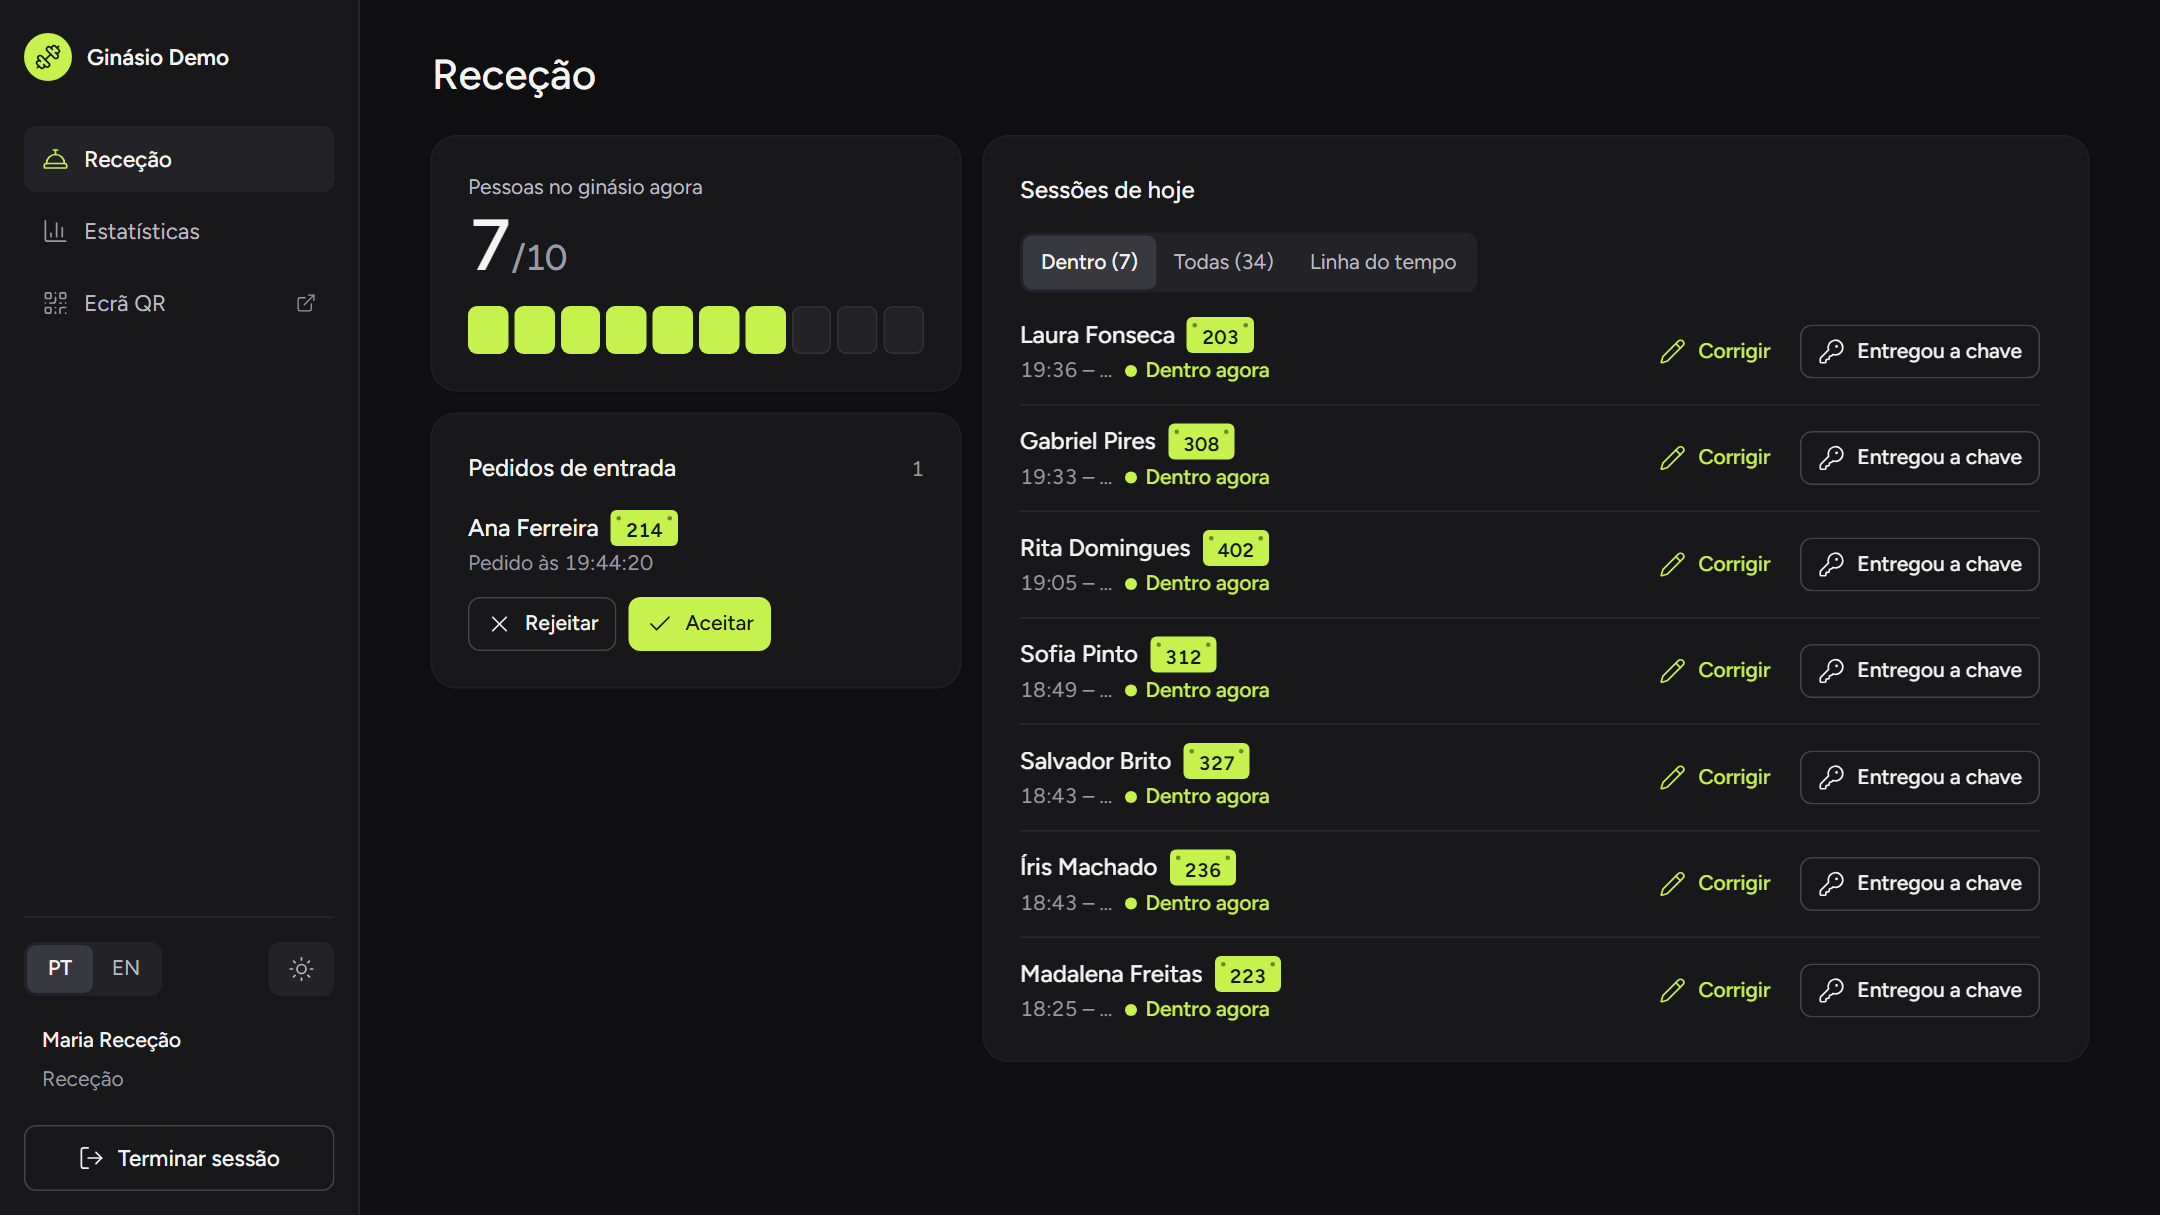 Ginásio Demo
Receção
Estatísticas
Ecrã QR
PT EN
Maria Receção
Receção
Terminar sessão
Receção
Pessoas no ginásio agora
7/10
Pedidos de entrada 1
Ana Ferreira 214
Pedido às 19:44:20
Rejeitar Aceitar
Sessões de hoje
Dentro (7) Todas (34) Linha do tempo
Laura Fonseca 203
19:36 – ... Dentro agora
Corrigir Entregou a chave
Gabriel Pires 308
19:33 – ... Dentro agora
Corrigir Entregou a chave
Rita Domingues 402
19:05 – ... Dentro agora
Corrigir Entregou a chave
Sofia Pinto 312
18:49 – ... Dentro agora
Corrigir Entregou a chave
Salvador Brito 327
18:43 – ... Dentro agora
Corrigir Entregou a chave
Íris Machado 236
18:43 – ... Dentro agora
Corrigir Entregou a chave
Madalena Freitas 223
18:25 – ... Dentro agora
Corrigir Entregou a chave